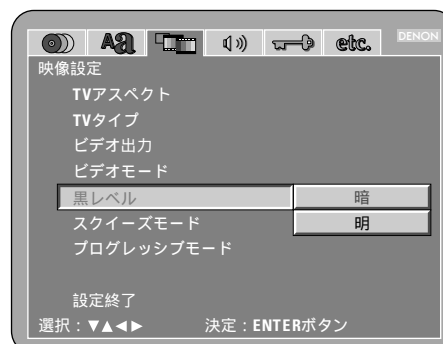 Aa etc. DENON
映像設定
TVアスペクト
TVタイプ
ビデオ出力
ビデオモード
黒レベル 暗
スクイーズモード 明
プログレッシブモード
設定終了
選択：▼▲◀▶ 決定：ENTERボタン